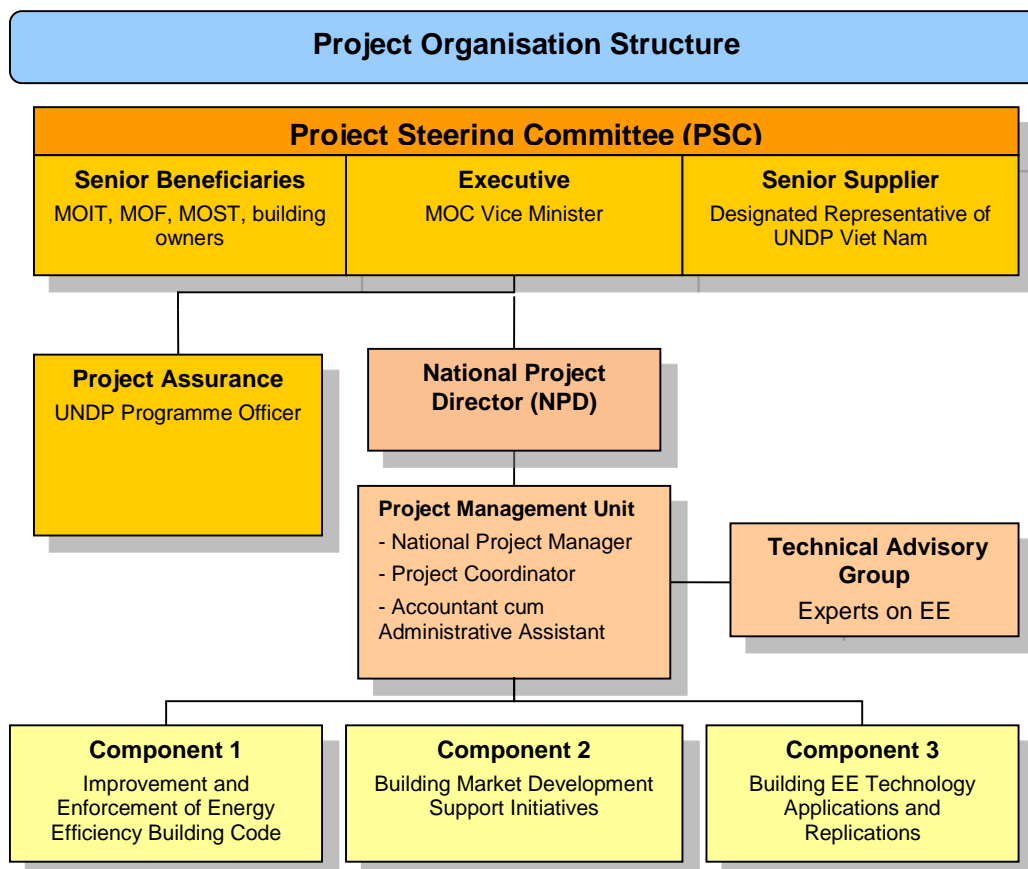 Project Organisation Structure
Project Steering Committee (PSC)
Senior Beneficiaries
MOIT, MOF, MOST, building
owners
Executive
MOC Vice Minister
Senior Supplier
Designated Representative of
UNDP Viet Nam
Project Assurance
UNDP Programme Officer
National Project
Director (NPD)
Project Management Unit
- National Project Manager
- Project Coordinator
- Accountant cum
Administrative Assistant
Technical Advisory
Group
Experts on EE
Component 1
Improvement and
Enforcement of Energy
Efficiency Building Code
Component 2
Building Market Development
Support Initiatives
Component 3
Building EE Technology
Applications and
Replications